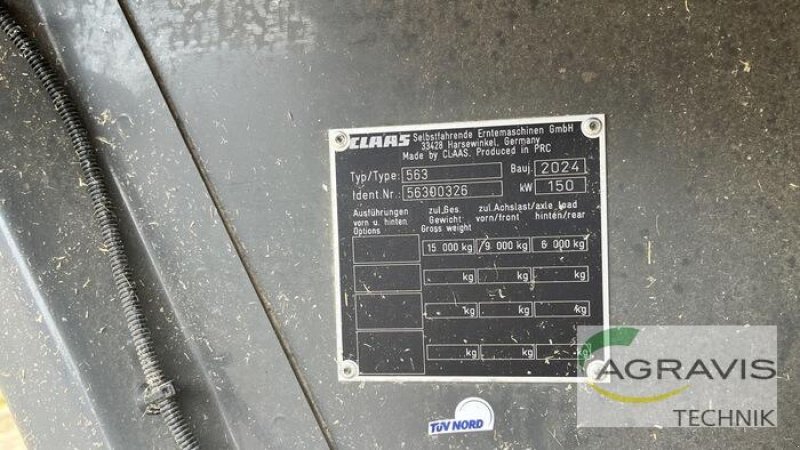 CLAAS Selbstfahrende Erntemaschinen GmbH
33428 Harsewinkel, Germany
Made by CLAAS. Produced in PRC
Typ/Type: 563 Bauj. 2024
Ident.Nr.: 56300326 kW 150
Ausführungen zul. Ges. zul. Achslast/axle load
vorn u. hinten Gewicht vorn/front hinten/rear
Options Gross weight
15 000 kg 9 000 kg 6 000 kg
kg kg kg
kg kg kg
kg kg kg
TÜV NORD
AGRAVIS
TECHNIK